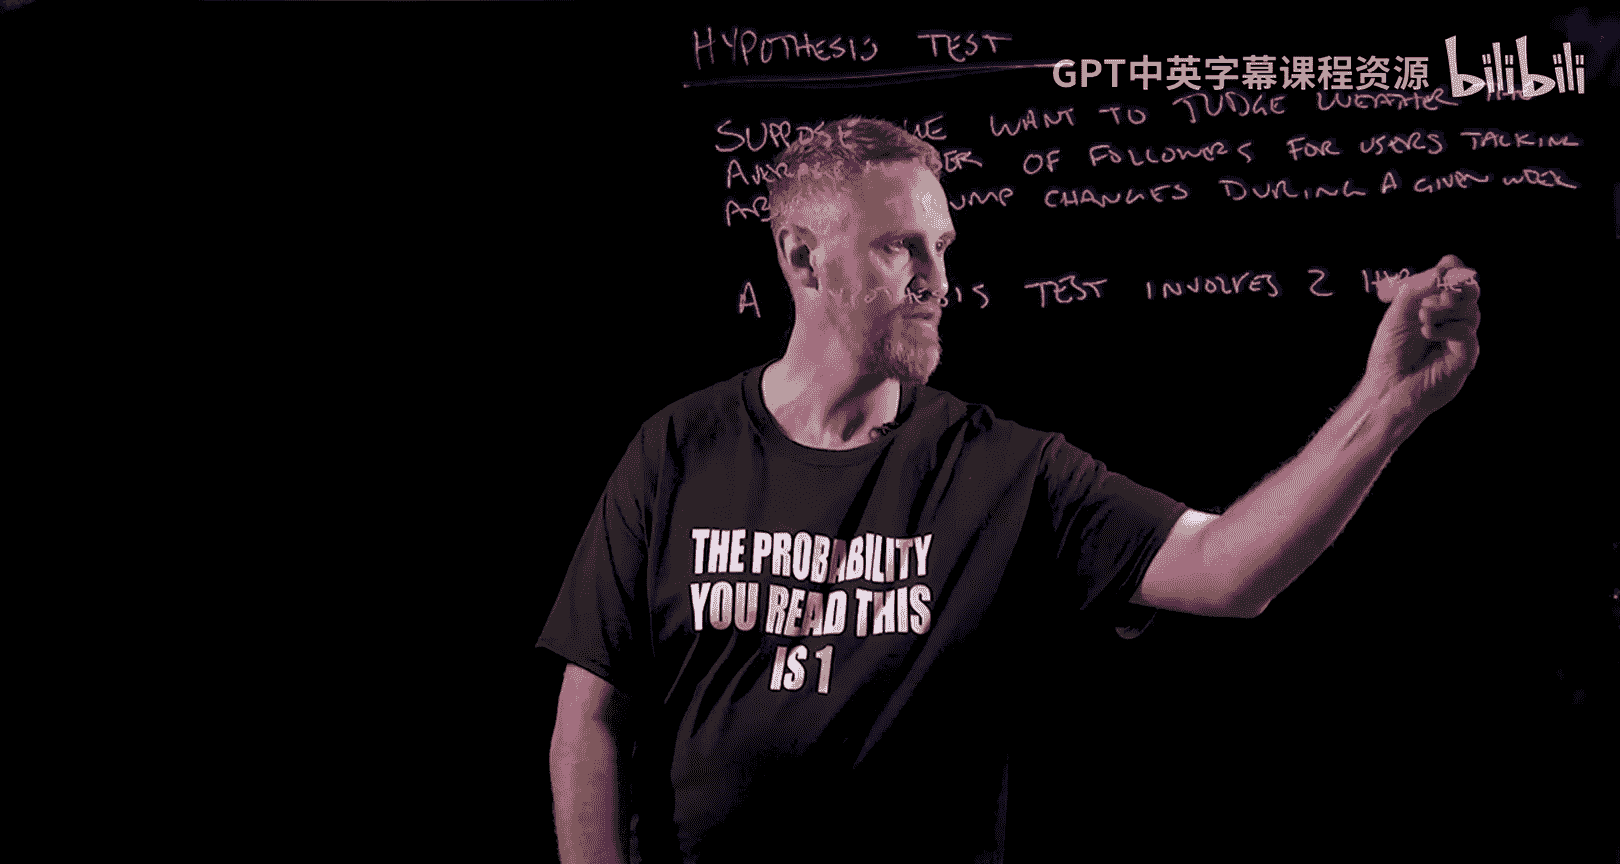 HYPOTHESIS TEST
GPT中英字幕课程资源 bilibili
SUPPOSE WE WANT TO JUDGE WEATHER
OF FOLLOWERS FOR USERS TALKING
CHANGES DURING A GIVEN WEEK
A HYPOTHESIS TEST INVOLVES 2
THE PROBABILITY
YOU READ THIS
IS 1